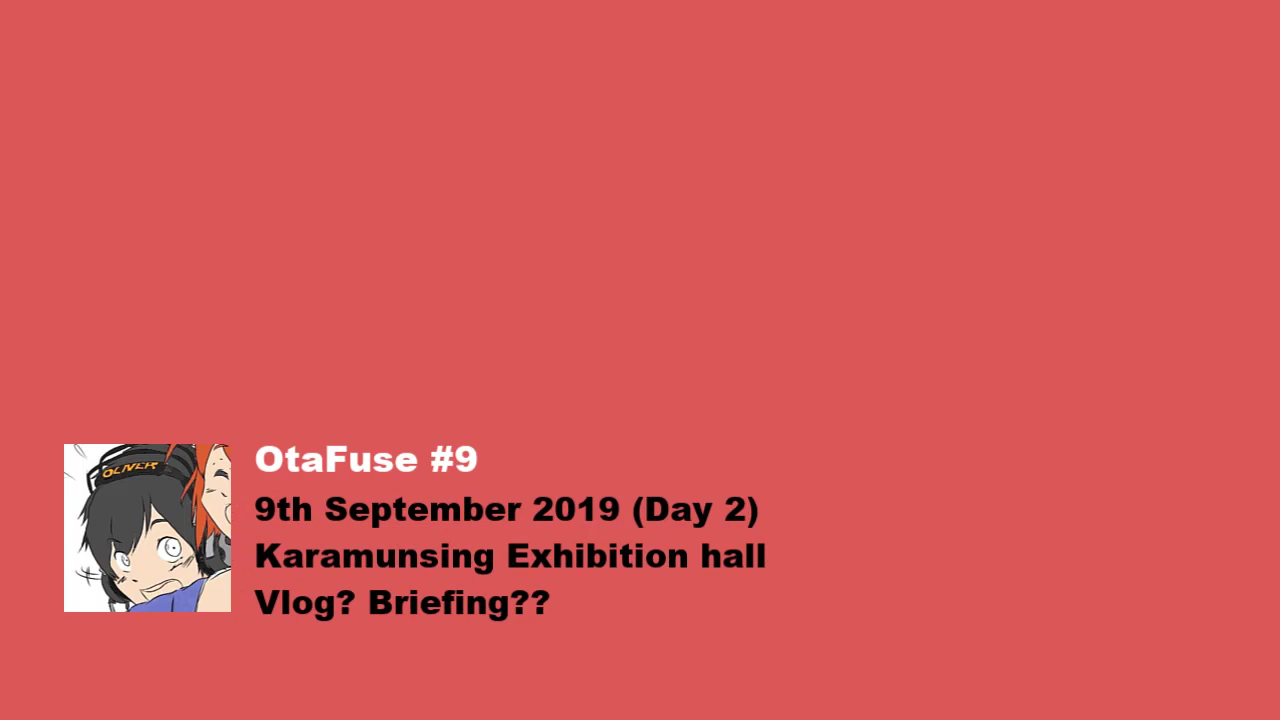 OLIVER
OtaFuse #9
9th September 2019 (Day 2)
Karamunsing Exhibition hall
Vlog? Briefing??